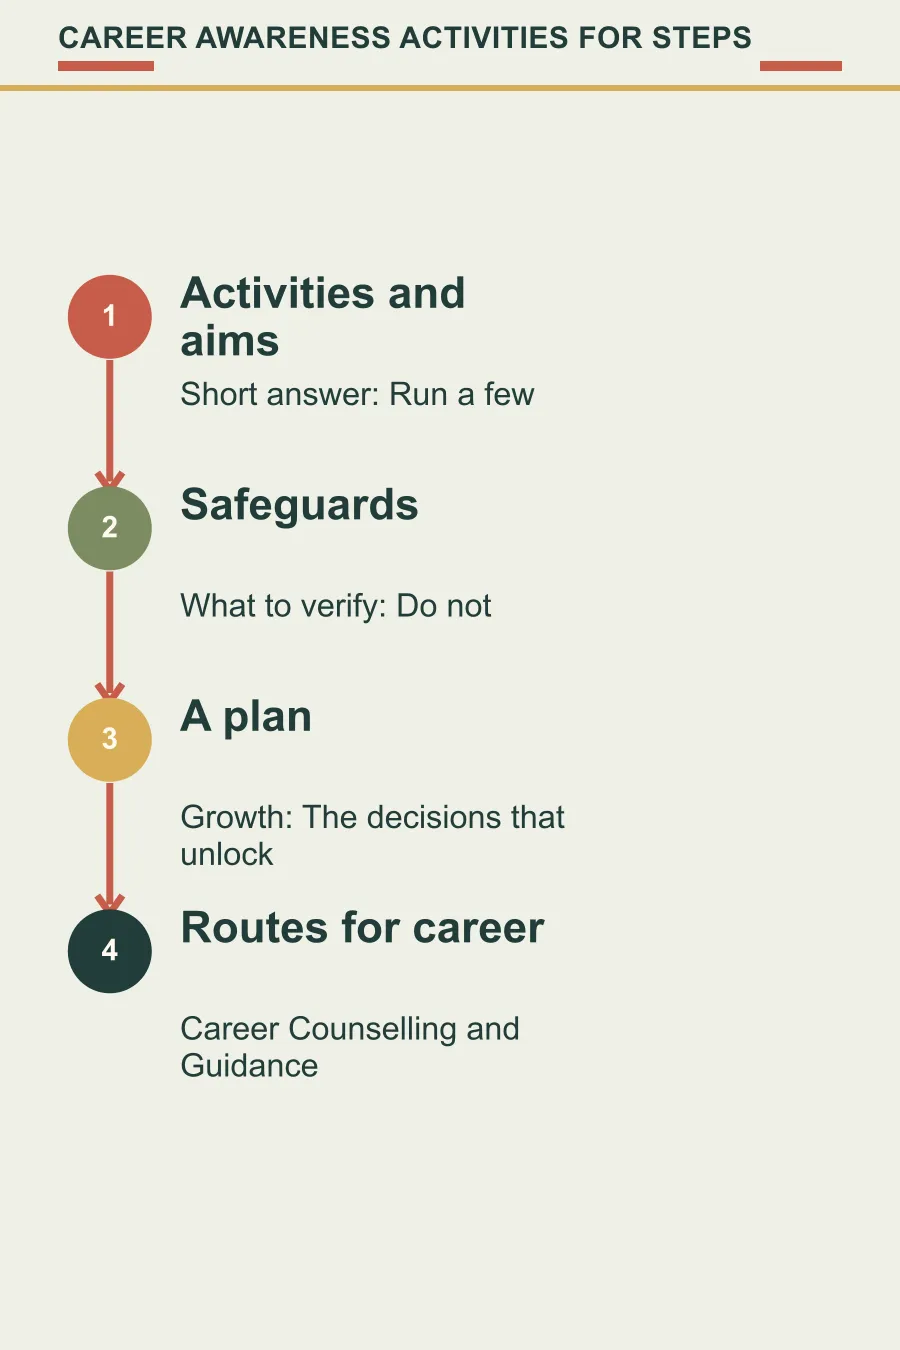 CAREER AWARENESS ACTIVITIES FOR STEPS
1
Activities and
aims
Short answer: Run a few
2
Safeguards
What to verify: Do not
3
A plan
Growth: The decisions that
unlock
4
Routes for career
Career Counselling and
Guidance